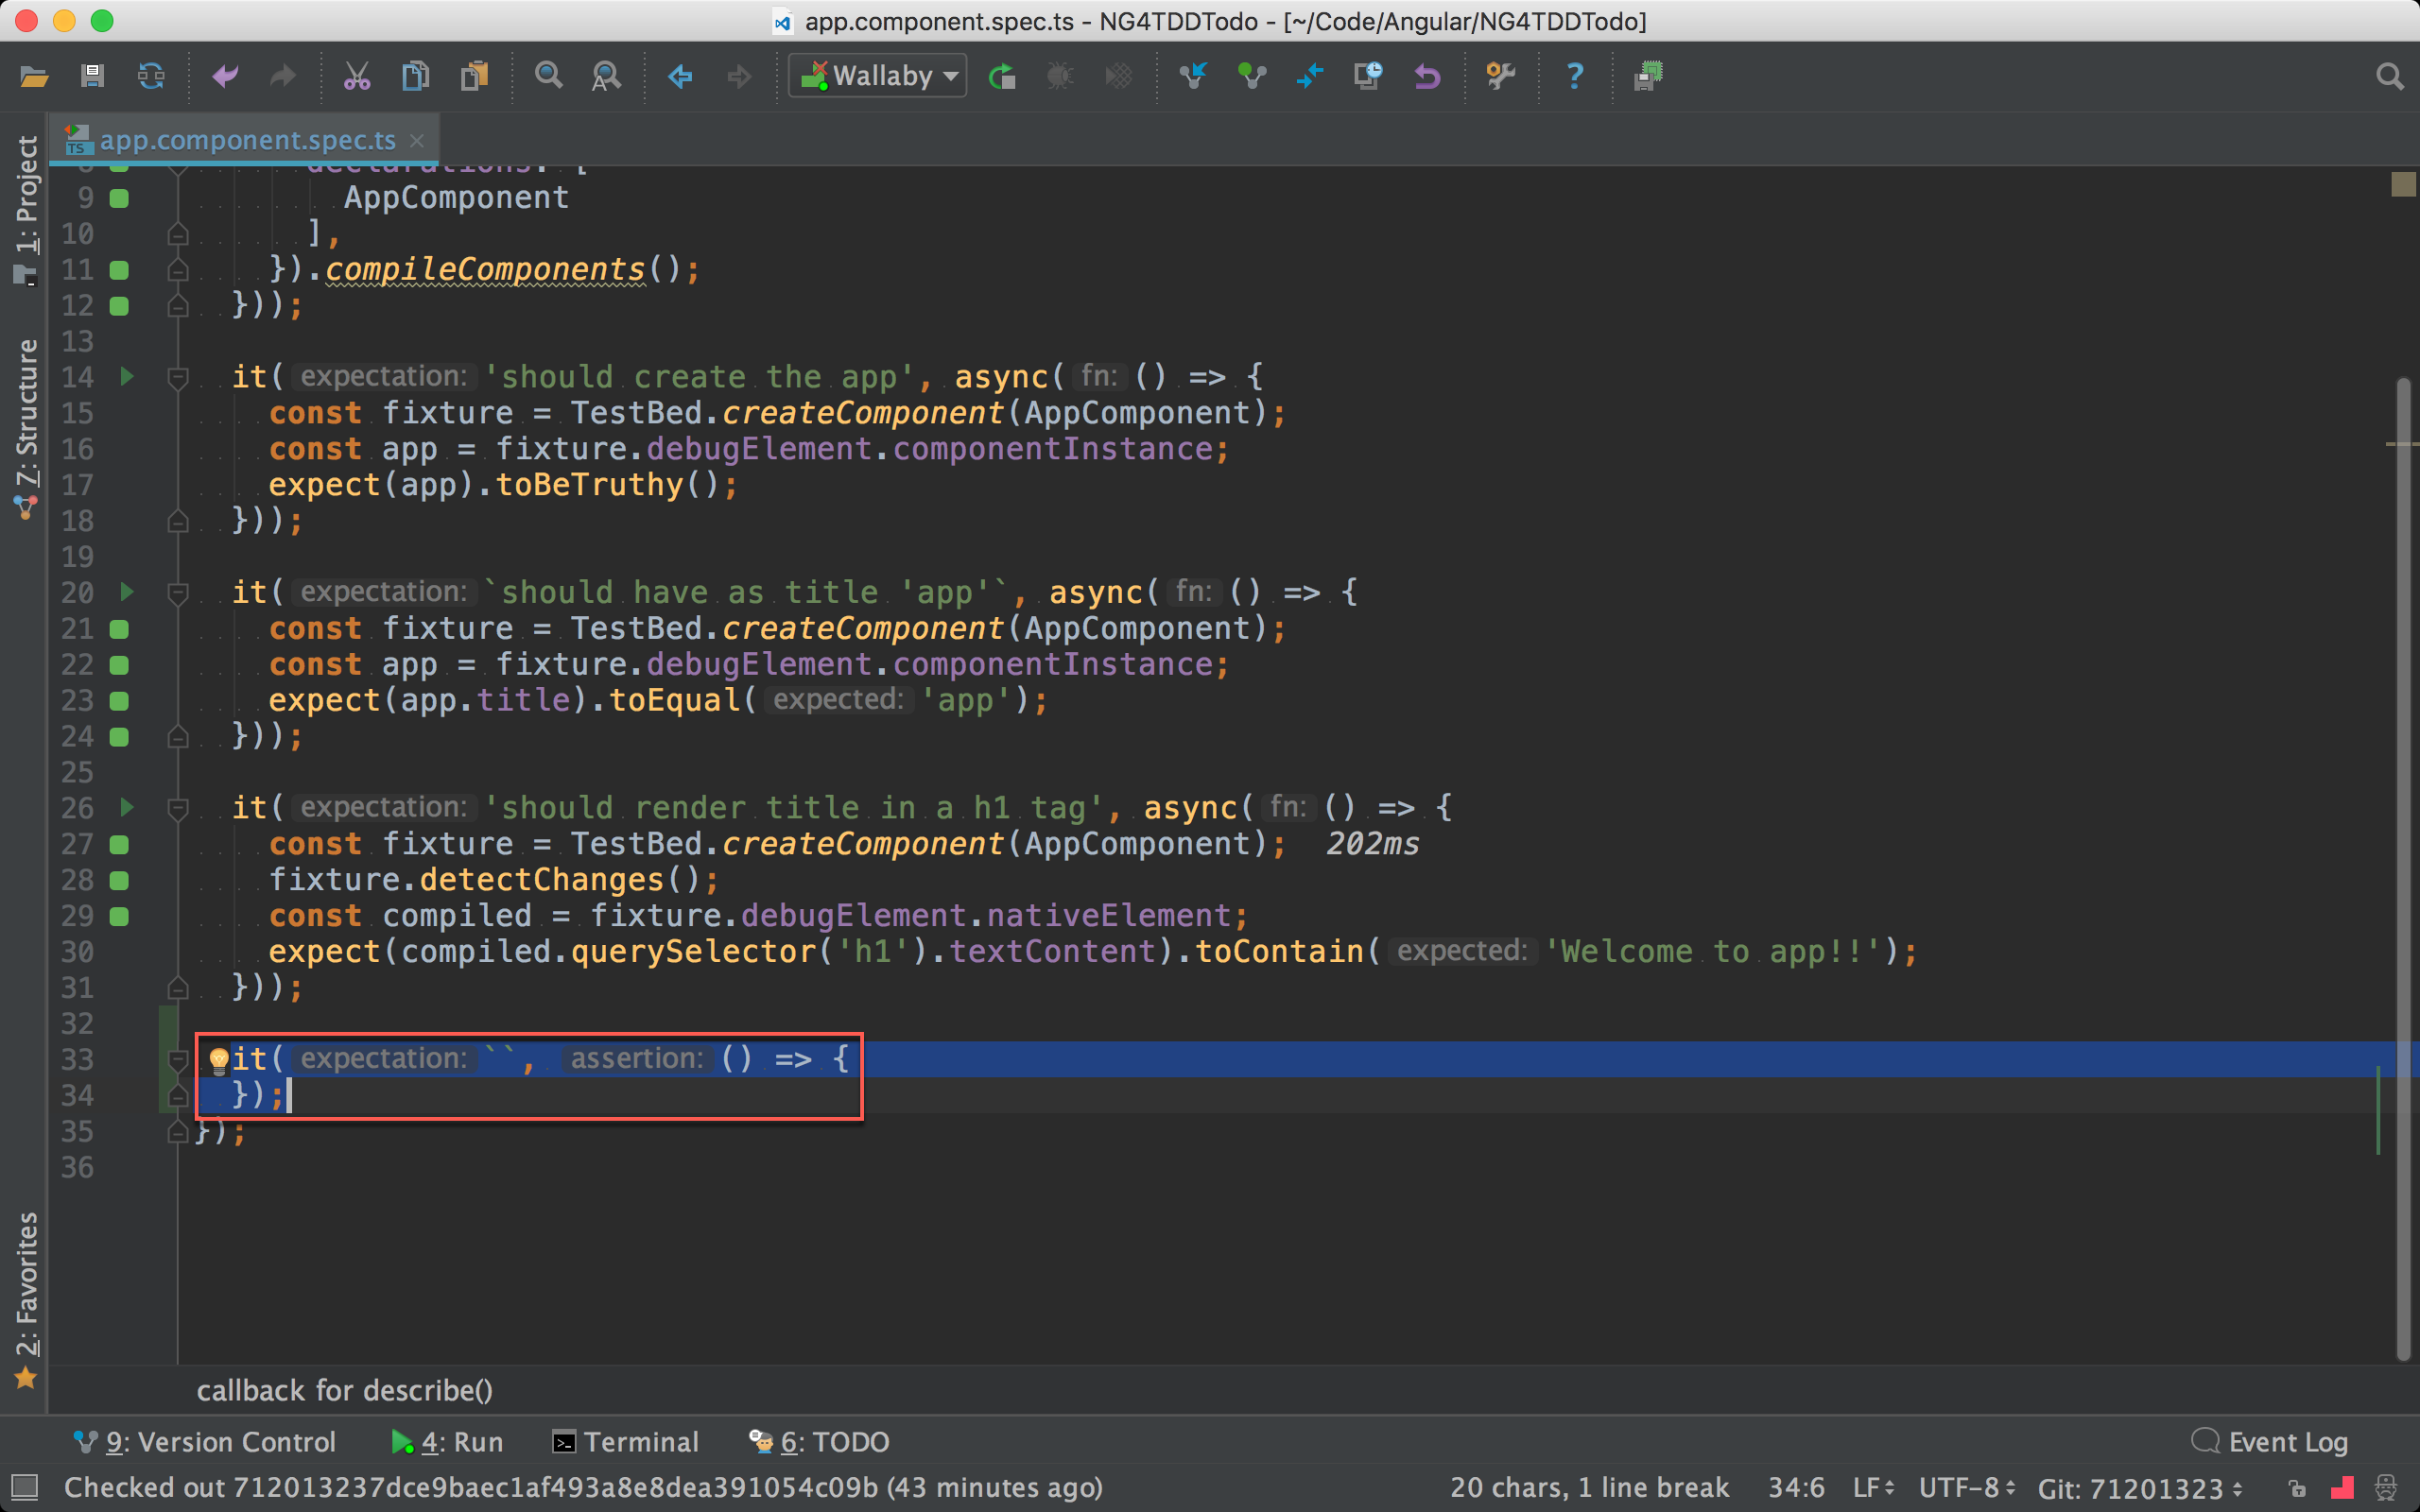 app.component.spec.ts - NG4TDDTodo - [~/Code/Angular/NG4TDDTodo]
Wallaby
app.component.spec.ts
1: Project
7: Structure
2: Favorites
8 declarations: [
9 AppComponent
10 ],
11 }).compileComponents();
12 }));
13
14 it( expectation: 'should create the app', async( fn: () => {
15 const fixture = TestBed.createComponent(AppComponent);
16 const app = fixture.debugElement.componentInstance;
17 expect(app).toBeTruthy();
18 }));
19
20 it( expectation: `should have as title 'app'`, async( fn: () => {
21 const fixture = TestBed.createComponent(AppComponent);
22 const app = fixture.debugElement.componentInstance;
23 expect(app.title).toEqual( expected: 'app');
24 }));
25
26 it( expectation: 'should render title in a h1 tag', async( fn: () => {
27 const fixture = TestBed.createComponent(AppComponent); 202ms
28 fixture.detectChanges();
29 const compiled = fixture.debugElement.nativeElement;
30 expect(compiled.querySelector('h1').textContent).toContain( expected: 'Welcome to app!!');
31 }));
32
33 it( expectation: ``, assertion: () => {
34 });
35 });
36
callback for describe()
9: Version Control 4: Run Terminal 6: TODO Event Log
Checked out 712013237dce9baec1af493a8e8dea391054c09b (43 minutes ago) 20 chars, 1 line break 34:6 LF UTF-8 Git: 71201323